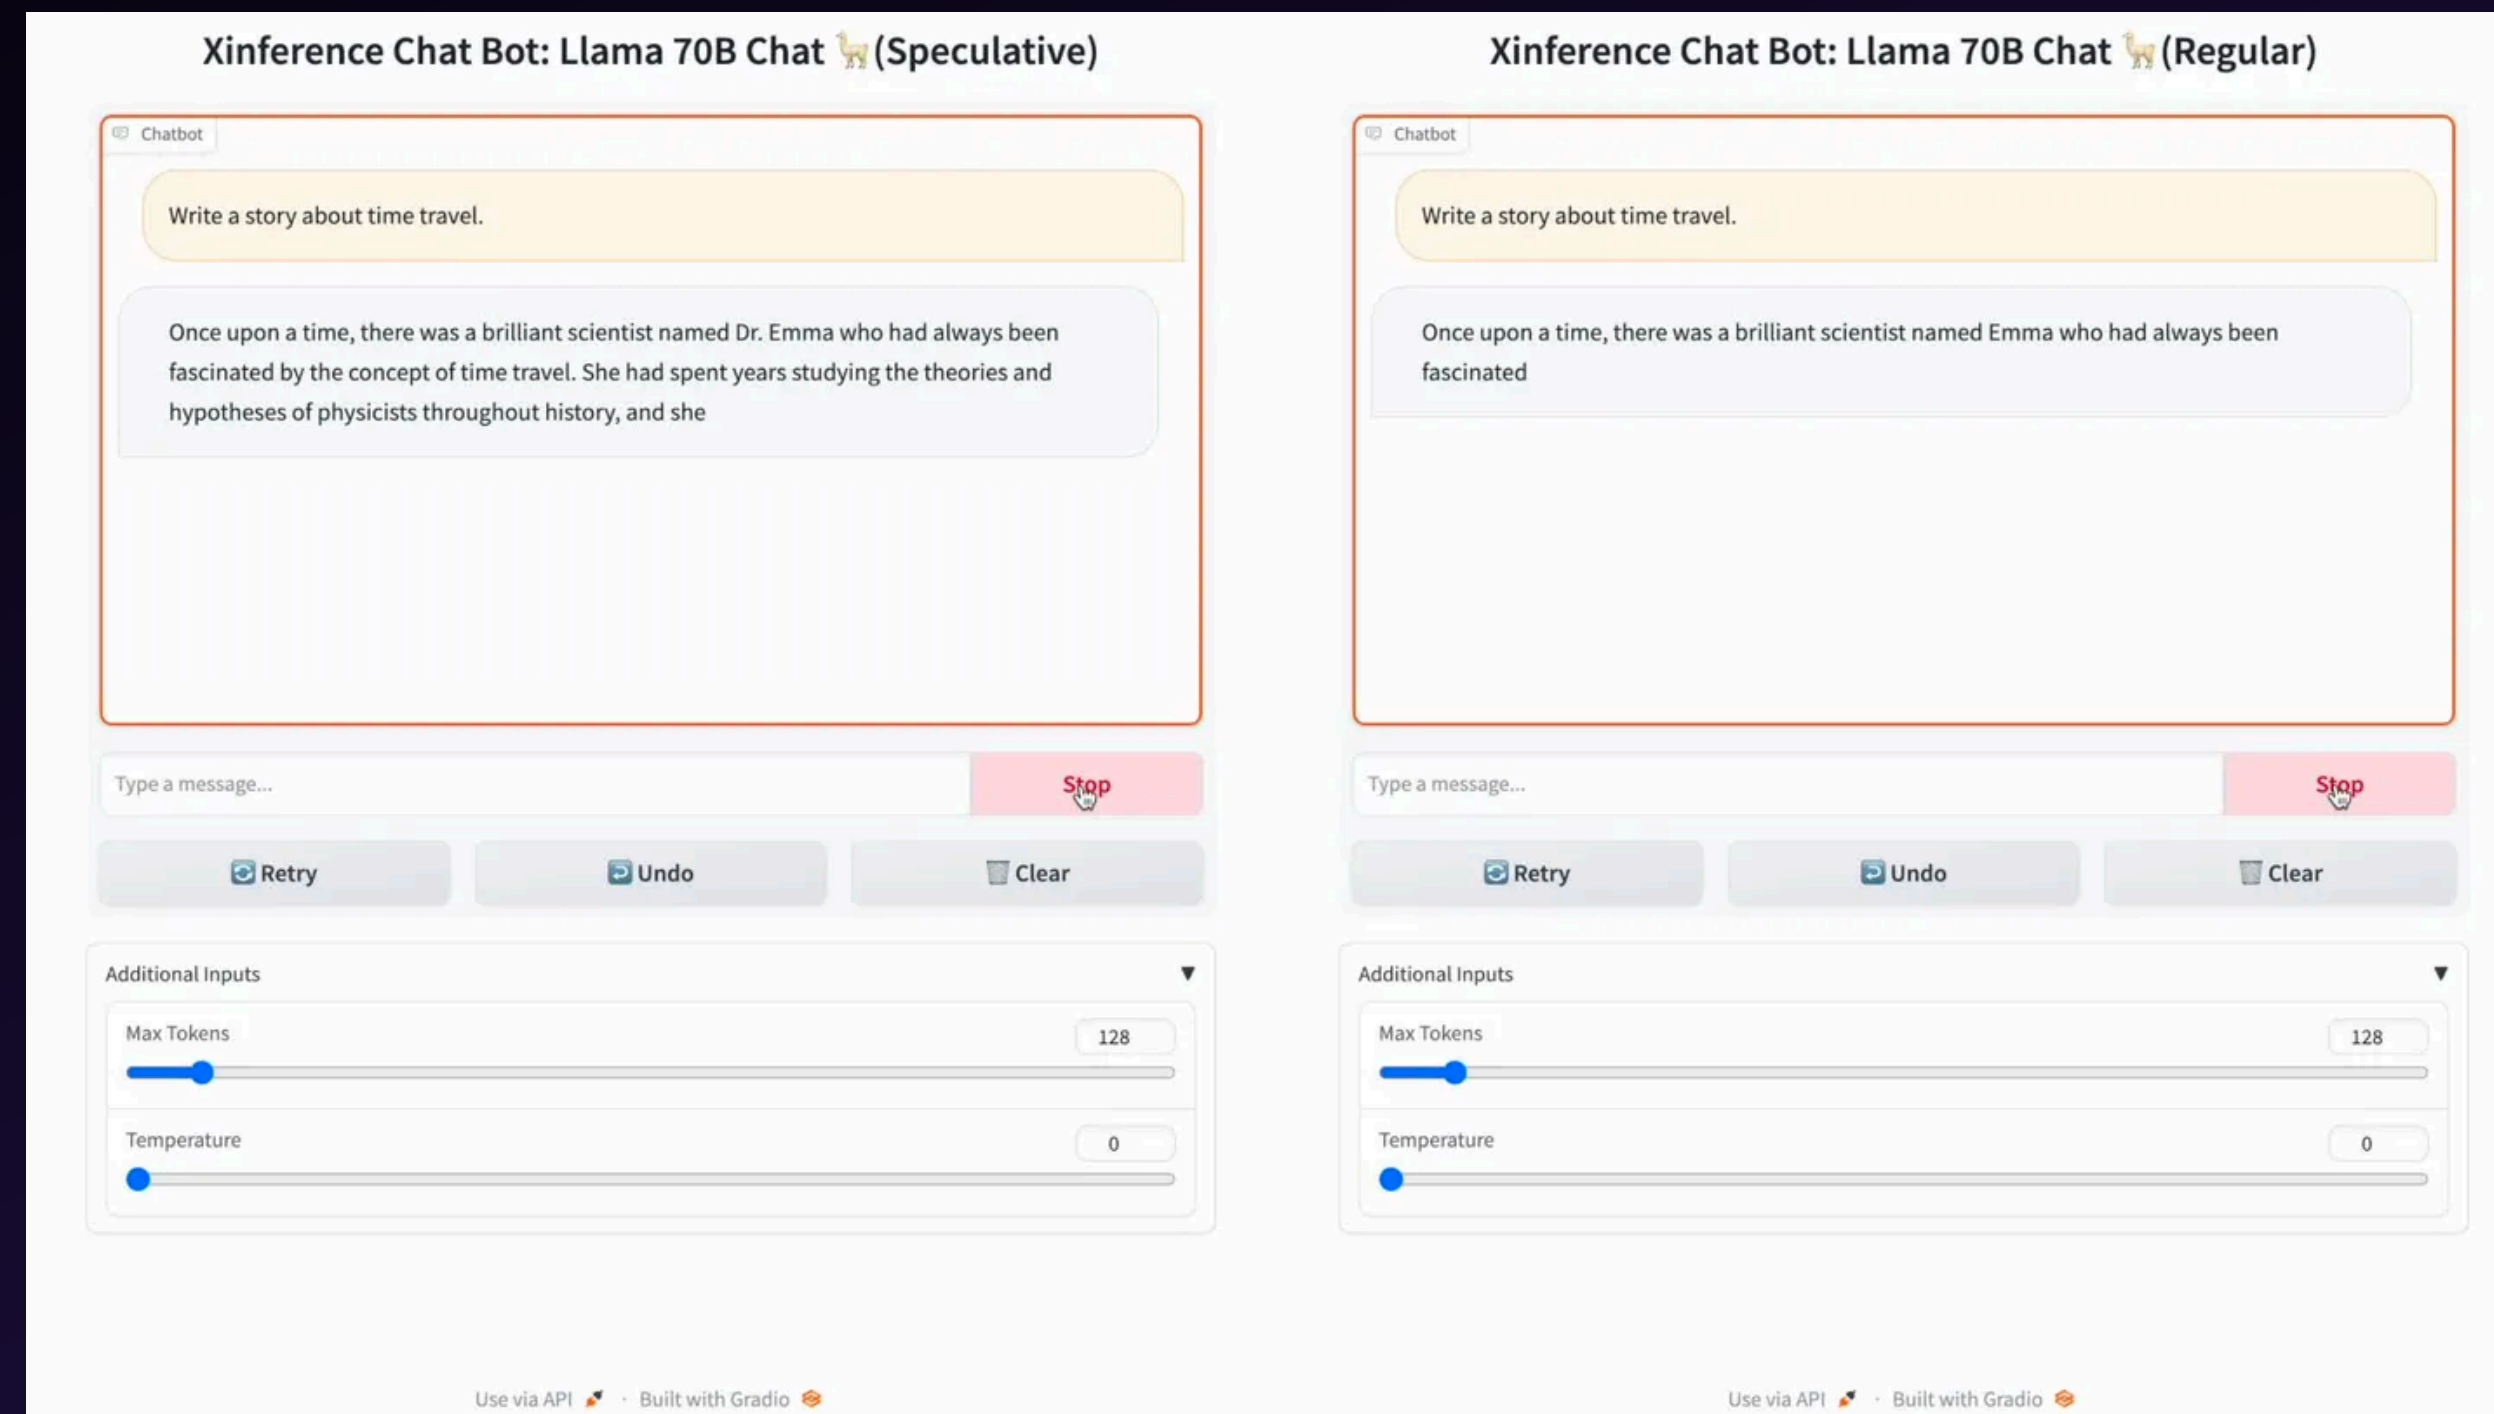 Xinference Chat Bot: Llama 70B Chat 🦙(Speculative)
Chatbot
Write a story about time travel.
Once upon a time, there was a brilliant scientist named Dr. Emma who had always been
fascinated by the concept of time travel. She had spent years studying the theories and
hypotheses of physicists throughout history, and she
Type a message...
Stop
Retry
Undo
Clear
Additional Inputs
Max Tokens
128
Temperature
0
Use via API 🚀 · Built with Gradio
Xinference Chat Bot: Llama 70B Chat 🦙(Regular)
Chatbot
Write a story about time travel.
Once upon a time, there was a brilliant scientist named Emma who had always been
fascinated
Type a message...
Stop
Retry
Undo
Clear
Additional Inputs
Max Tokens
128
Temperature
0
Use via API 🚀 · Built with Gradio